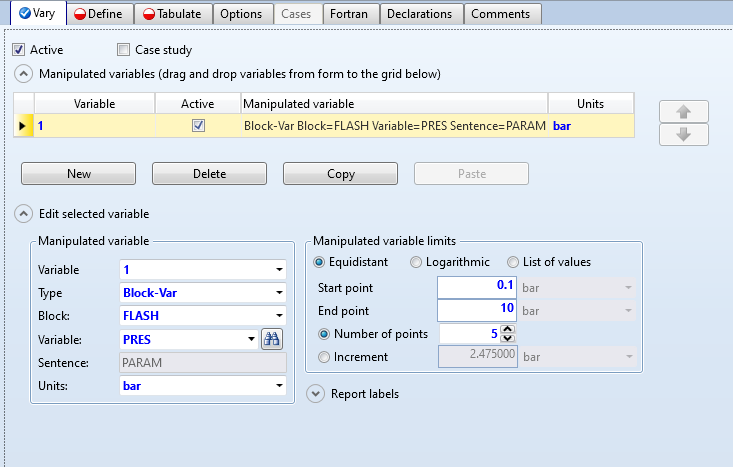 Vary Define Tabulate Options Cases Fortran Declarations Comments
Active Case study
Manipulated variables (drag and drop variables from form to the grid below)
Variable Active Manipulated variable Units
1 Block-Var Block=FLASH Variable=PRES Sentence=PARAM bar
New Delete Copy Paste
Edit selected variable
Manipulated variable
Variable 1
Type Block-Var
Block: FLASH
Variable: PRES
Sentence: PARAM
Units: bar
Manipulated variable limits
Equidistant Logarithmic List of values
Start point 0.1 bar
End point 10 bar
Number of points 5
Increment 2.475000 bar
Report labels